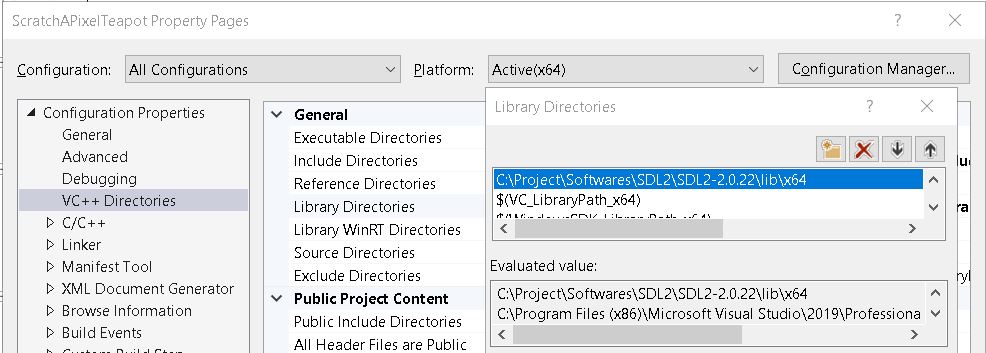 ScratchAPixelTeapot Property Pages
Configuration: All Configurations Platform: Active(x64) Configuration Manager...
Configuration Properties
General
Advanced
Debugging
VC++ Directories
C/C++
Linker
Manifest Tool
XML Document Generator
Browse Information
Build Events
Custom Build Step
General
Executable Directories
Include Directories
Reference Directories
Library Directories
Library WinRT Directories
Source Directories
Exclude Directories
Public Project Content
Public Include Directories
All Header Files are Public
Library Directories
C:\Project\Softwares\SDL2\SDL2-2.0.22\lib\x64
$(VC_LibraryPath_x64)
$(WindowsSDK_LibraryPath_x64)
Evaluated value:
C:\Project\Softwares\SDL2\SDL2-2.0.22\lib\x64
C:\Program Files (x86)\Microsoft Visual Studio\2019\Professiona